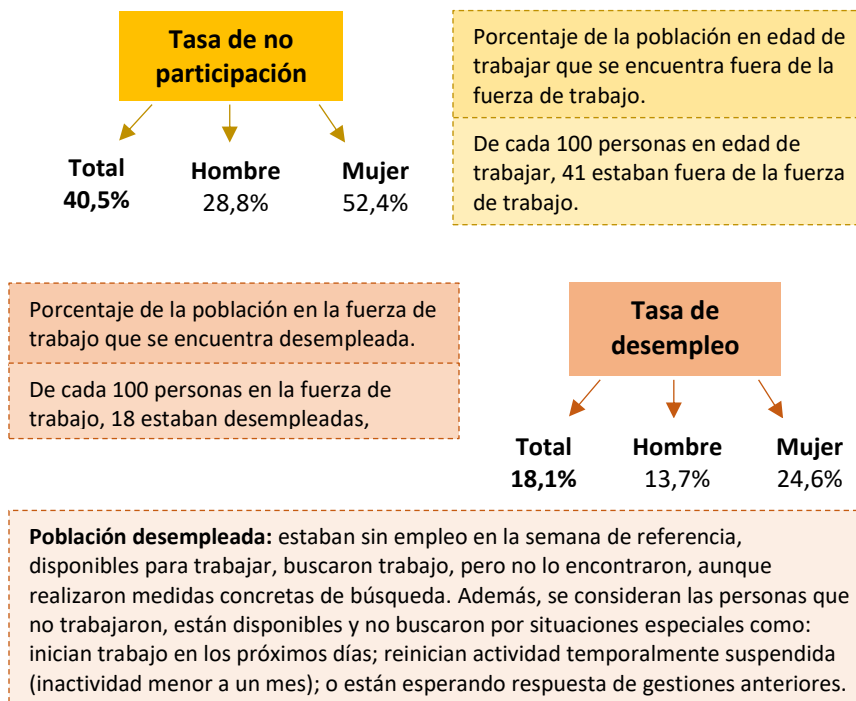 Tasa de no
participación
Total
40,5%
Hombre
28,8%
Mujer
52,4%
Porcentaje de la población en edad de
trabajar que se encuentra fuera de la
fuerza de trabajo.
De cada 100 personas en edad de
trabajar, 41 estaban fuera de la fuerza
de trabajo.
Porcentaje de la población en la fuerza de
trabajo que se encuentra desempleada.
De cada 100 personas en la fuerza de
trabajo, 18 estaban desempleadas,
Tasa de
desempleo
Total
18,1%
Hombre
13,7%
Mujer
24,6%
Población desempleada: estaban sin empleo en la semana de referencia,
disponibles para trabajar, buscaron trabajo, pero no lo encontraron, aunque
realizaron medidas concretas de búsqueda. Además, se consideran las personas que
no trabajaron, están disponibles y no buscaron por situaciones especiales como:
inician trabajo en los próximos días; reinician actividad temporalmente suspendida
(inactividad menor a un mes); o están esperando respuesta de gestiones anteriores.